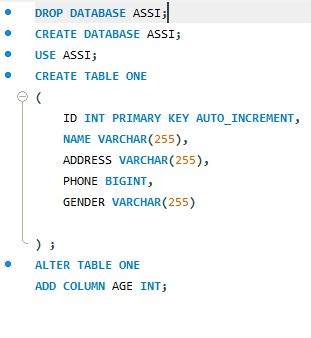 DROP DATABASE ASSI;
CREATE DATABASE ASSI;
USE ASSI;
CREATE TABLE ONE
(
ID INT PRIMARY KEY AUTO_INCREMENT,
NAME VARCHAR(255),
ADDRESS VARCHAR(255),
PHONE BIGINT,
GENDER VARCHAR(255)
) ;
ALTER TABLE ONE
ADD COLUMN AGE INT;